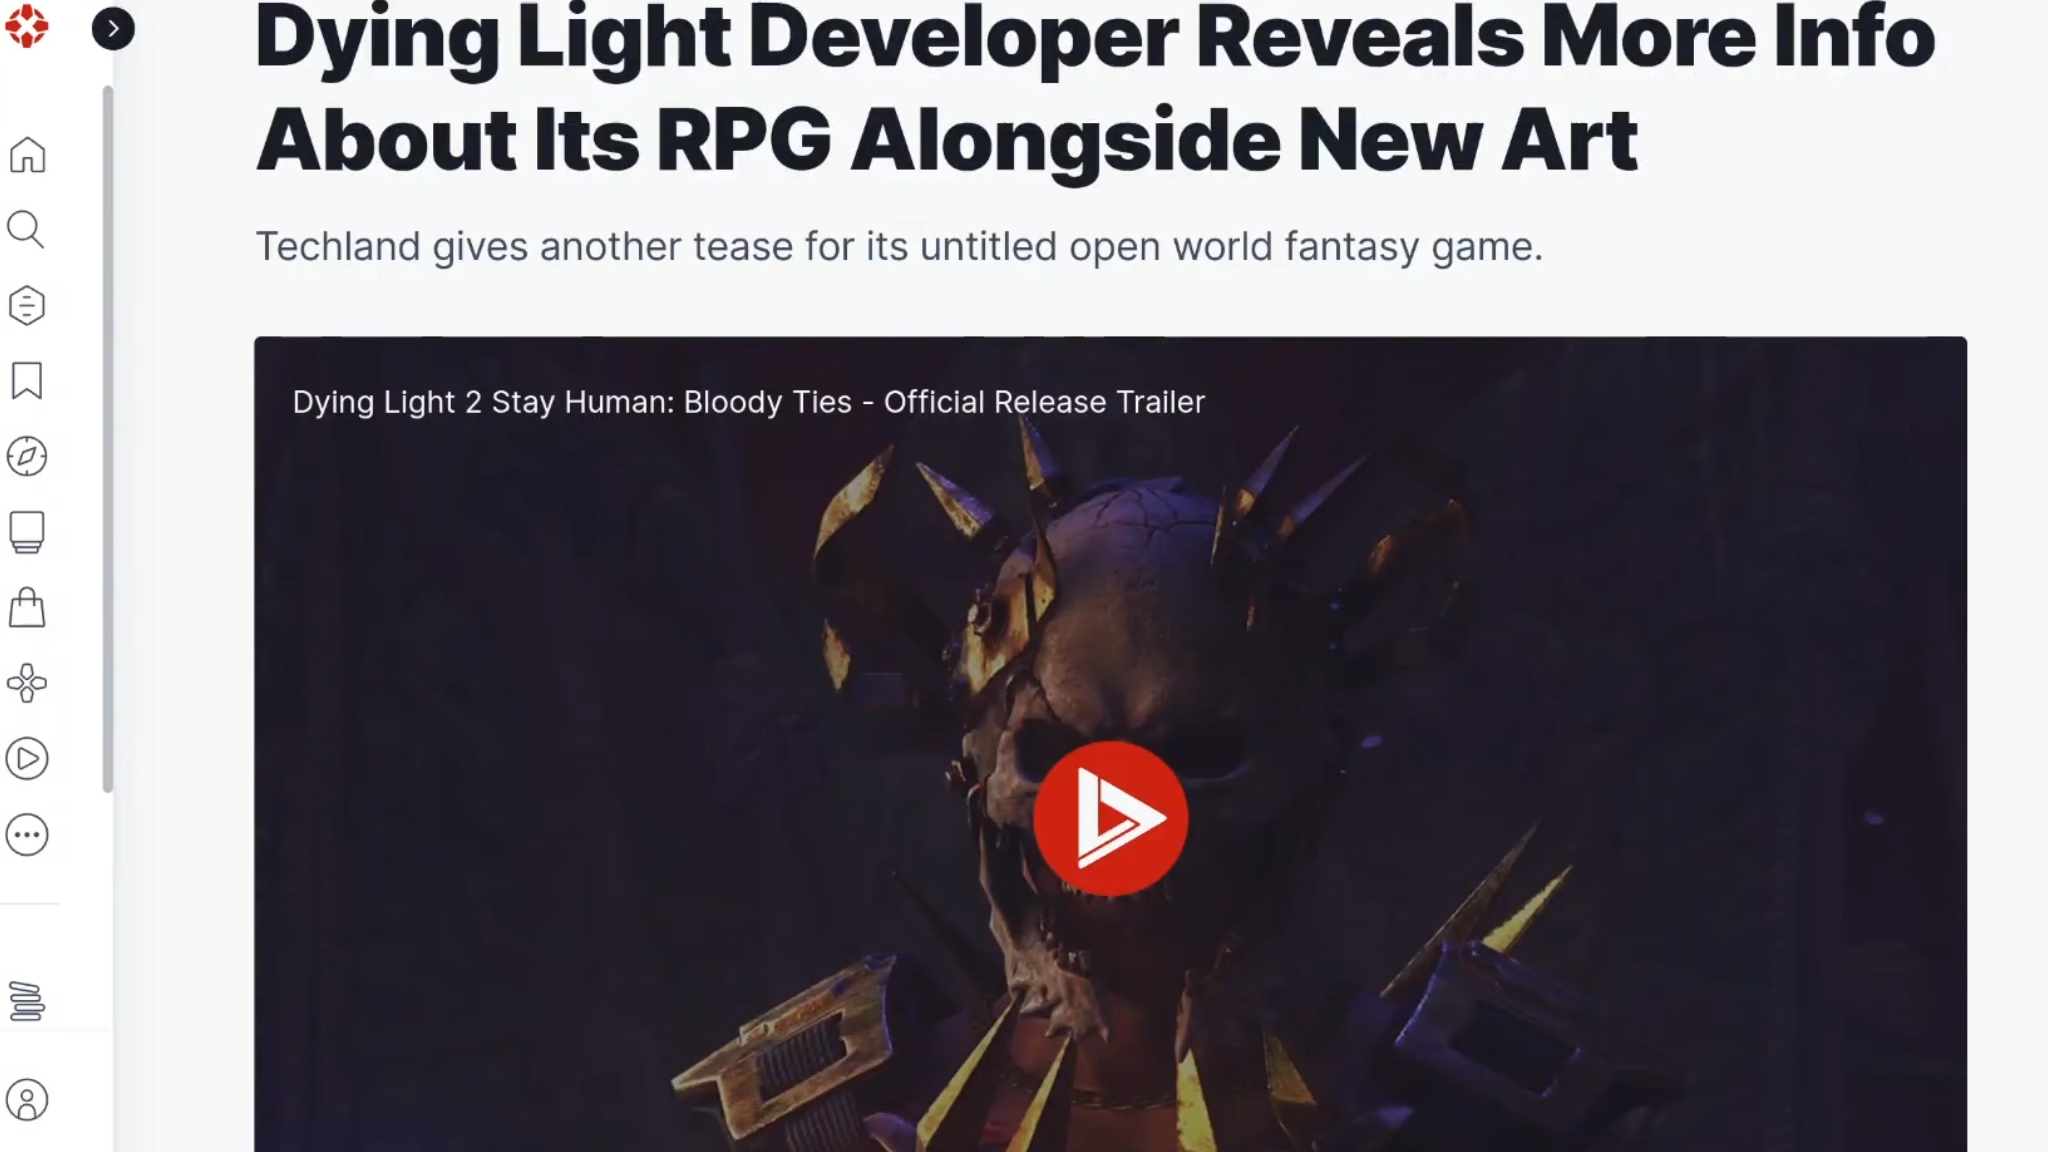 Dying Light Developer Reveals More Info
About Its RPG Alongside New Art
Techland gives another tease for its untitled open world fantasy game.
Dying Light 2 Stay Human: Bloody Ties - Official Release Trailer